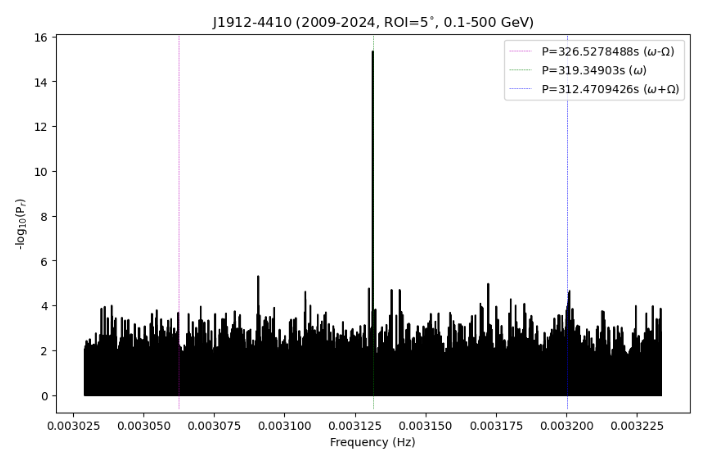 J1912-4410 (2009-2024, ROI=5°, 0.1-500 GeV)
P=326.5278488s (ω-Ω)
P=319.34903s (ω)
P=312.4709426s (ω+Ω)
-log₁₀(Pᵣ)
16
14
12
10
8
6
4
2
0
0.003025 0.003050 0.003075 0.003100 0.003125 0.003150 0.003175 0.003200 0.003225
Frequency (Hz)